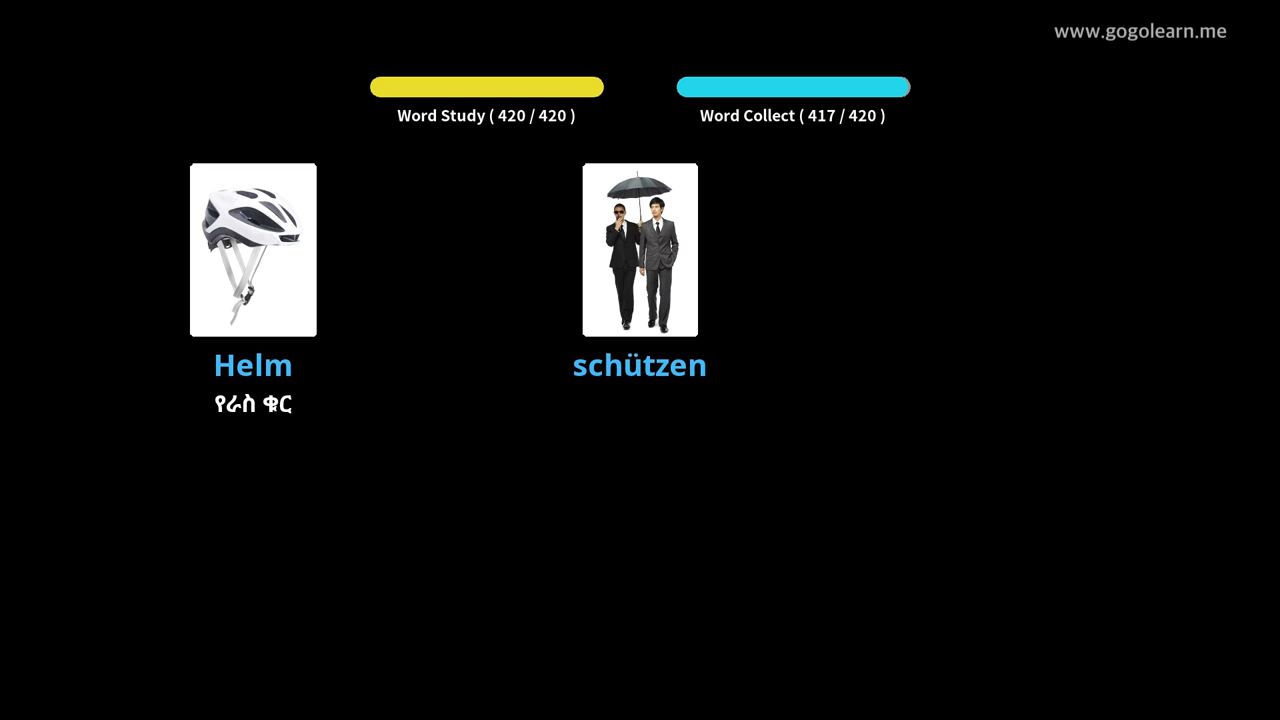 www.gogolearn.me
Word Study ( 420 / 420 )
Word Collect ( 417 / 420 )
Helm
schützen
የራስ ቁር